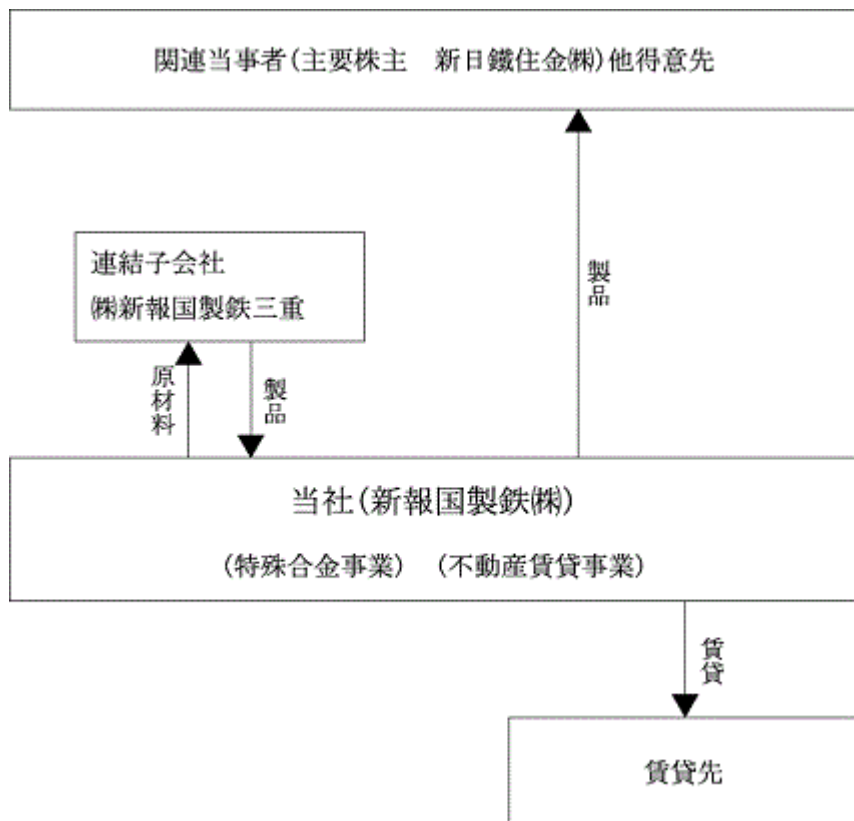 関連当事者(主要株主　新日鐵住金㈱)他得意先
連結子会社
㈱新報国製鉄三重
製品
原材料
製品
当社(新報国製鉄㈱)
(特殊合金事業)　(不動産賃貸事業)
賃貸
賃貸先